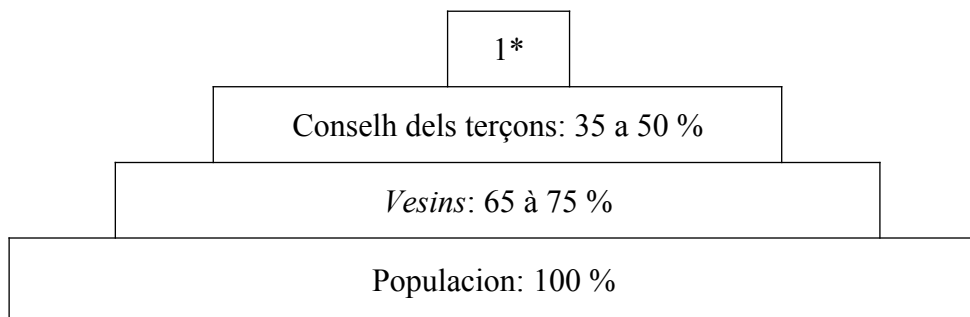 1*
Conselh dels terçons: 35 a 50 %
Vesins: 65 à 75 %
Populacion: 100 %